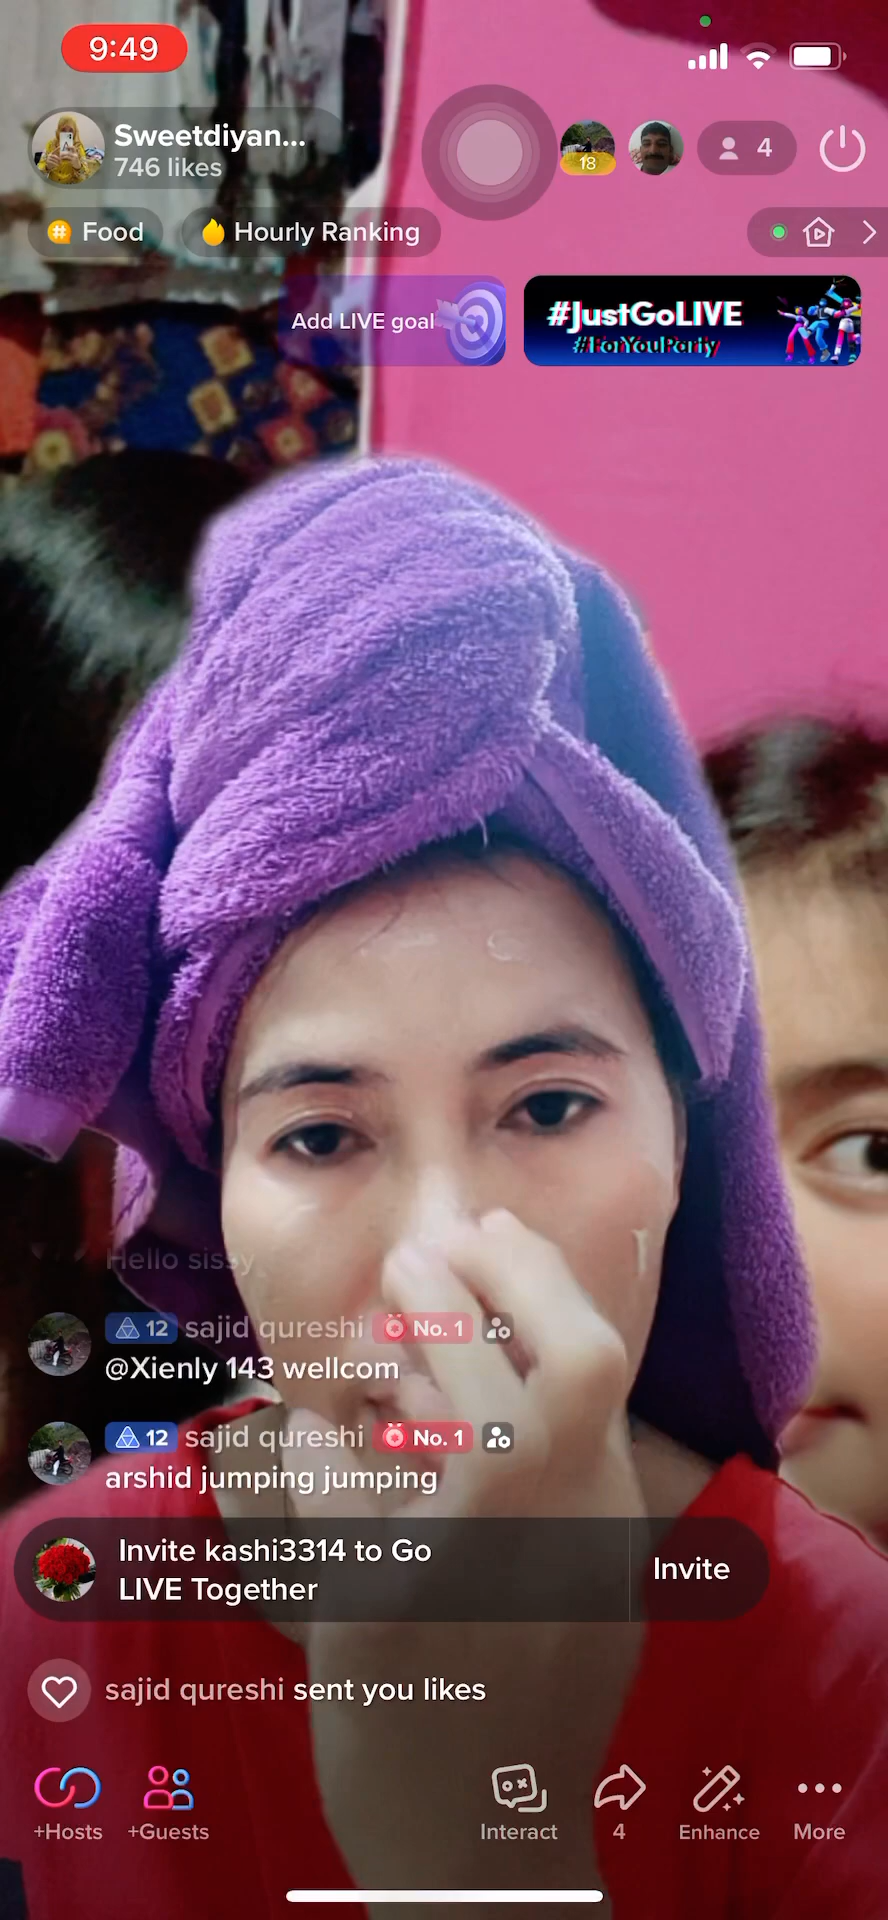 9:49
Sweetdiyan...
746 likes
18
4
Food
Hourly Ranking
Add LIVE goal
#JustGoLIVE
#ForYouParty
Hello sissy
12 sajid qureshi No. 1
@Xienly 143 wellcom
12 sajid qureshi No. 1
arshid jumping jumping
Invite kashi3314 to Go
LIVE Together
Invite
sajid qureshi sent you likes
+Hosts
+Guests
Interact
4
Enhance
More